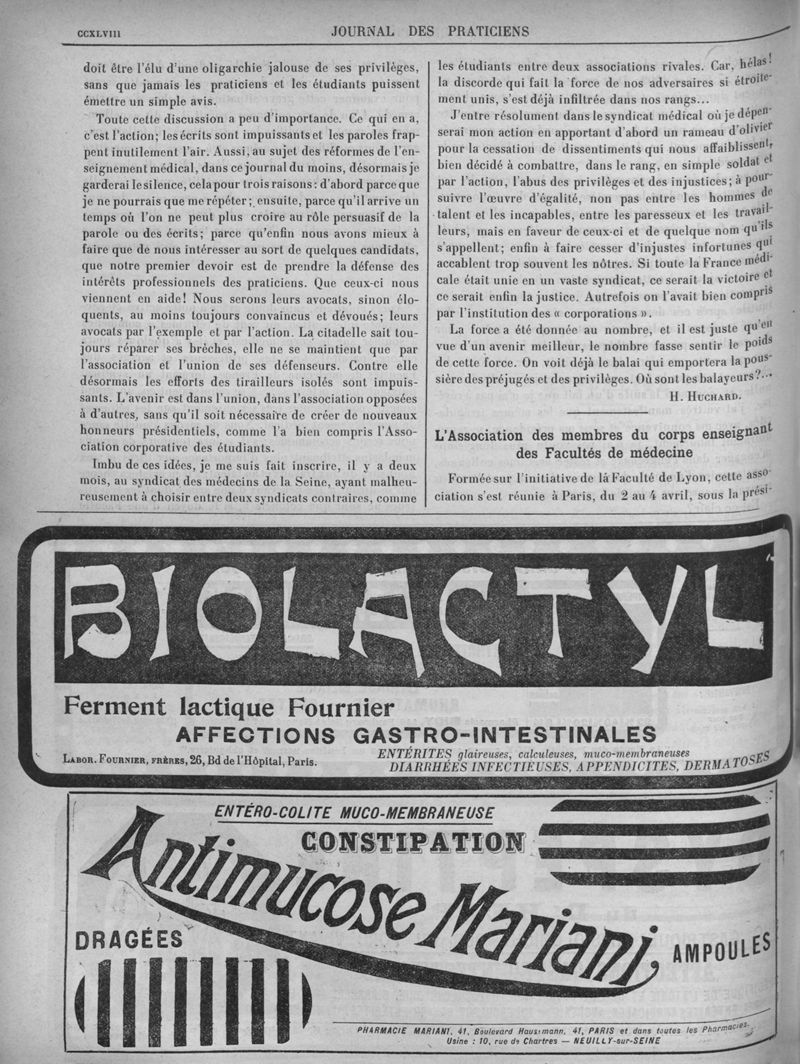 CCXLVIII
JOURNAL DES PRATICIENS
doit être l'élu d'une oligarchie jalouse de ses privilèges,
sans que jamais les praticiens et les étudiants puissent
émettre un simple avis.
Toute cette discussion a peu d'importance. Ce qui en a,
c'est l'action; les écrits sont impuissants et les paroles frap-
pent inutilement l'air. Aussi, au sujet des réformes de l'en-
seignement médical, dans ce journal du moins, désormais je
garderai le silence, cela pour trois raisons : d'abord parce que
je ne pourrais que me répéter ; ensuite, parce qu'il arrive un
temps où l'on ne peut plus croire au rôle persuasif de la
parole ou des écrits; parce qu'enfin nous avons mieux à
faire que de nous intéresser au sort de quelques candidats,
que notre premier devoir est de prendre la défense des
intérêts professionnels des praticiens. Que ceux-ci nous
viennent en aide! Nous serons leurs avocats, sinon élo-
quents, au moins toujours convaincus et dévoués; leurs
avocats par l'exemple et par l'action. La citadelle sait tou-
jours réparer ses brèches, elle ne se maintient que par
l'association et l'union de ses défenseurs. Contre elle
désormais les efforts des tirailleurs isolés sont impuis-
sants. L'avenir est dans l'union, dans l'association opposées
à d'autres, sans qu'il soit nécessaire de créer de nouveaux
honneurs présidentiels, comme l'a bien compris l'Asso-
ciation corporative des étudiants.
Imbu de ces idées, je me suis fait inscrire, il y a deux
mois, au syndicat des médecins de la Seine, ayant malheu-
reusement à choisir entre deux syndicats contraires, comme
les étudiants entre deux associations rivales. Car, hélas!
la discorde qui fait la force de nos adversaires si étroite-
ment unis, s'est déjà infiltrée dans nos rangs...
J'entre résolument dans le syndicat médical où je dépen-
serai mon action en apportant d'abord un rameau d'olivier
pour la cessation de dissentiments qui nous affaiblissent,
bien décidé à combattre, dans le rang, en simple soldat et
par l'action, l'abus des privilèges et des injustices; à pour-
suivre l'œuvre d'égalité, non pas entre les hommes de
talent et les incapables, entre les paresseux et les travail-
leurs, mais en faveur de ceux-ci et de quelque nom qu'ils
s'appellent; enfin à faire cesser d'injustes infortunes qui
accablent trop souvent les nôtres. Si toute la France médi-
cale était unie en un vaste syndicat, ce serait la victoire et
ce serait enfin la justice. Autrefois on l'avait bien compris
par l'institution des « corporations ».
La force a été donnée au nombre, et il est juste qu'en
vue d'un avenir meilleur, le nombre fasse sentir le poids
de cette force. On voit déjà le balai qui emportera la pous-
sière des préjugés et des privilèges. Où sont les balayeurs?...
H. HUCHARD.
L'Association des membres du corps enseignant
des Facultés de médecine
Formée sur l'initiative de la Faculté de Lyon, cette asso-
ciation s'est réunie à Paris, du 2 au 4 avril, sous la prési-
BIOLACTYL
Ferment lactique Fournier
AFFECTIONS GASTRO-INTESTINALES
LABOR. FOURNIER, FRÈRES, 26, Bd de l'Hôpital, Paris.
ENTÉRITES glaireuses, calculeuses, muco-membraneuses
DIARRHÉES INFECTIEUSES, APPENDICITES, DERMATOSES
ENTÉRO-COLITE MUCO-MEMBRANEUSE
CONSTIPATION
Antimucose Mariani,
DRAGÉES
AMPOULES
PHARMACIE MARIANI, 41, Boulevard Haussmann, 41, PARIS et dans toutes les Pharmacies.
Usine : 10, rue de Chartres — NEUILLY-sur-SEINE